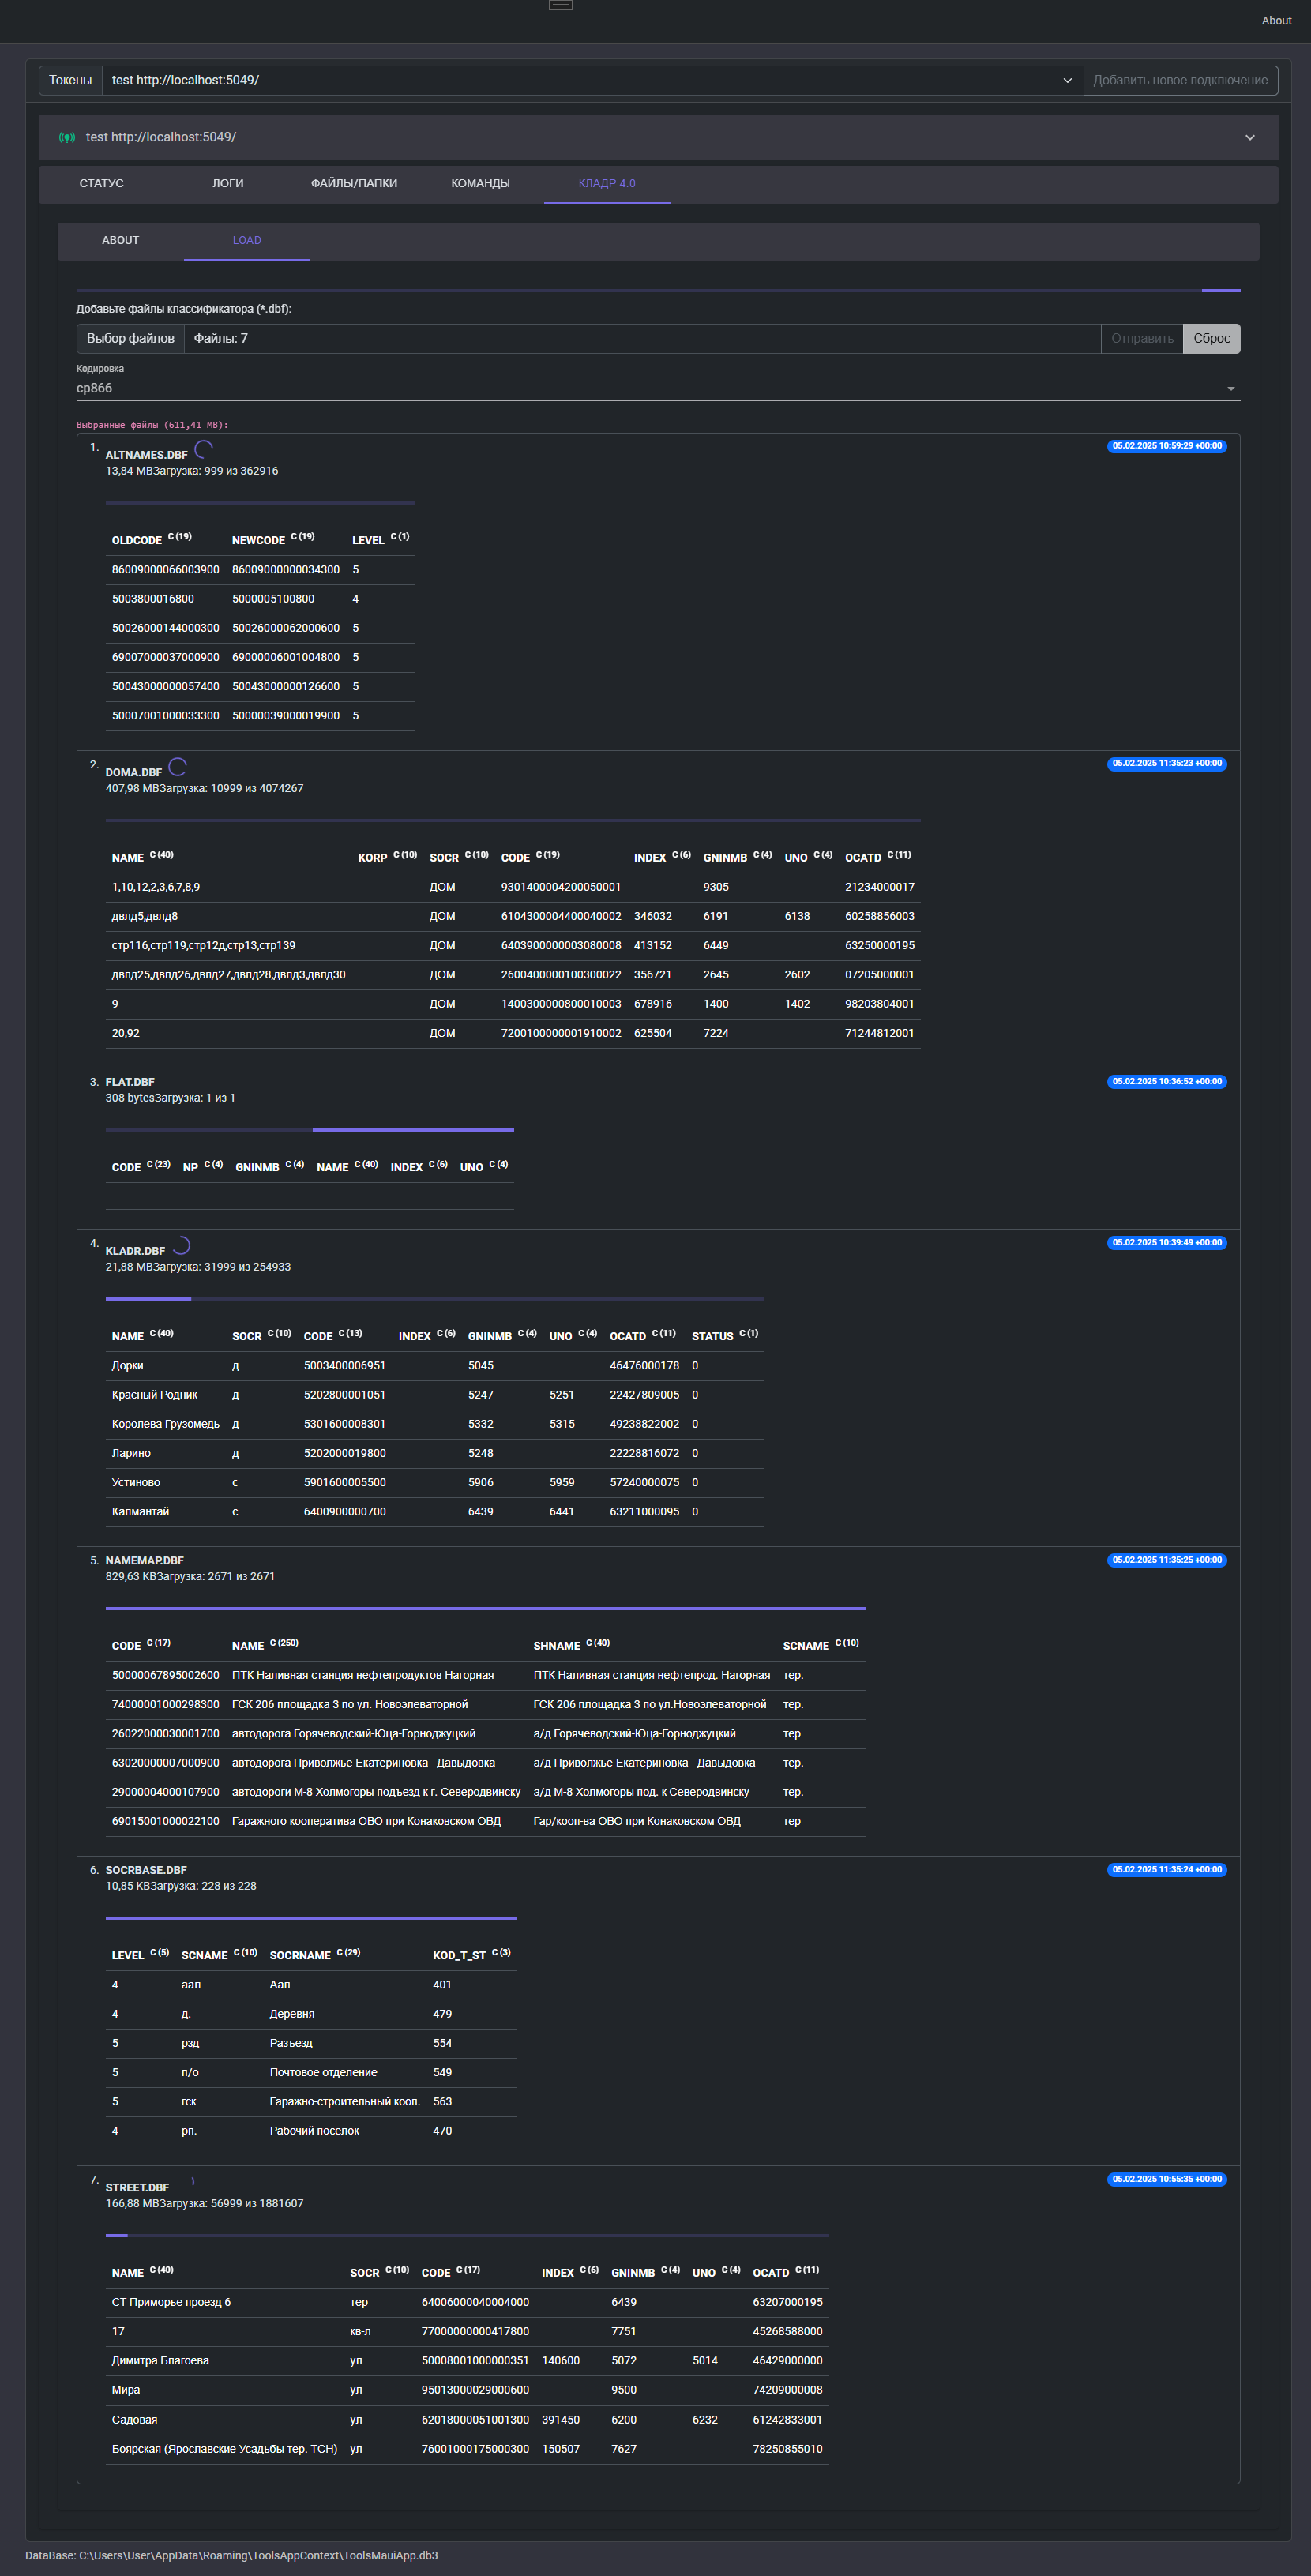 About
Токены test http://localhost:5049/ Добавить новое подключение
test http://localhost:5049/
СТАТУС ЛОГИ ФАЙЛЫ/ПАПКИ КОМАНДЫ КЛАДР 4.0
ABOUT LOAD
Добавьте файлы классификатора (*.dbf):
Выбор файлов Файлы: 7 Отправить Сброс
Кодировка
cp866
Выбранные файлы (611,41 MB):
1. ALTNAMES.DBF 05.02.2025 10:59:29 +00:00
13,84 MBЗагрузка: 999 из 362916
OLDCODE C (19) NEWCODE C (19) LEVEL C (1)
86009000066003900 86009000000034300 5
5003800016800 5000005100800 4
50026000144000300 50026000062000600 5
69007000037000900 69000006001004800 5
50043000000057400 50043000000126600 5
50007001000033300 50000039000019900 5
2. DOMA.DBF 05.02.2025 11:35:23 +00:00
407,98 MBЗагрузка: 10999 из 4074267
NAME C (40) KORP C (10) SOCR C (10) CODE C (19) INDEX C (6) GNINMB C (4) UNO C (4) OCATD C (11)
1,10,12,2,3,6,7,8,9 ДОМ 9301400004200050001 9305 21234000017
двлд5,двлд8 ДОМ 6104300004400040002 346032 6191 6138 60258856003
стр116,стр119,стр12д,стр13,стр139 ДОМ 6403900000003080008 413152 6449 63250000195
двлд25,двлд26,двлд27,двлд28,двлд3,двлд30 ДОМ 2600400000100300022 356721 2645 2602 07205000001
9 ДОМ 1400300000800010003 678916 1400 1402 98203804001
20,92 ДОМ 7200100000001910002 625504 7224 71244812001
3. FLAT.DBF 05.02.2025 10:36:52 +00:00
308 bytesЗагрузка: 1 из 1
CODE C (23) NP C (4) GNINMB C (4) NAME C (40) INDEX C (6) UNO C (4)
4. KLADR.DBF 05.02.2025 10:39:49 +00:00
21,88 MBЗагрузка: 31999 из 254933
NAME C (40) SOCR C (10) CODE C (13) INDEX C (6) GNINMB C (4) UNO C (4) OCATD C (11) STATUS C (1)
Дорки д 5003400006951 5045 46476000178 0
Красный Родник д 5202800001051 5247 5251 22427809005 0
Королева Грузомедь д 5301600008301 5332 5315 49238822002 0
Ларино д 5202000019800 5248 22228816072 0
Устиново с 5901600005500 5906 5959 57240000075 0
Калмантай с 6400900000700 6439 6441 63211000095 0
5. NAMEMAP.DBF 05.02.2025 11:35:25 +00:00
829,63 KBЗагрузка: 2671 из 2671
CODE C (17) NAME C (250) SHNAME C (40) SCNAME C (10)
50000067895002600 ПТК Наливная станция нефтепродуктов Нагорная ПТК Наливная станция нефтепрод. Нагорная тер.
74000001000298300 ГСК 206 площадка 3 по ул. Новоэлеваторной ГСК 206 площадка 3 по ул.Новоэлеваторной тер.
26022000030001700 автодорога Горячеводский-Юца-Горноджуцкий а/д Горячеводский-Юца-Горноджуцкий тер
63020000007000900 автодорога Приволжье-Екатериновка - Давыдовка а/д Приволжье-Екатериновка - Давыдовка тер.
29000004000107900 автодороги М-8 Холмогоры подъезд к г. Северодвинску а/д М-8 Холмогоры под. к Северодвинску тер.
69015001000022100 Гаражного кооператива ОВО при Конаковском ОВД Гар/кооп-ва ОВО при Конаковском ОВД тер
6. SOCRBASE.DBF 05.02.2025 11:35:24 +00:00
10,85 KBЗагрузка: 228 из 228
LEVEL C (5) SCNAME C (10) SOCRNAME C (29) KOD_T_ST C (3)
4 аал Аал 401
4 д. Деревня 479
5 рзд Разъезд 554
5 п/о Почтовое отделение 549
5 гск Гаражно-строительный кооп. 563
4 рп. Рабочий поселок 470
7. STREET.DBF 05.02.2025 10:55:35 +00:00
166,88 MBЗагрузка: 56999 из 1881607
NAME C (40) SOCR C (10) CODE C (17) INDEX C (6) GNINMB C (4) UNO C (4) OCATD C (11)
СТ Приморье проезд 6 тер 64006000040004000 6439 63207000195
17 кв-л 77000000000417800 7751 45268588000
Димитра Благоева ул 50008001000000351 140600 5072 5014 46429000000
Мира ул 95013000029000600 9500 74209000008
Садовая ул 62018000051001300 391450 6200 6232 61242833001
Боярская (Ярославские Усадьбы тер. ТСН) ул 76001000175000300 150507 7627 78250855010
DataBase: C:\Users\User\AppData\Roaming\ToolsAppContext\ToolsMauiApp.db3